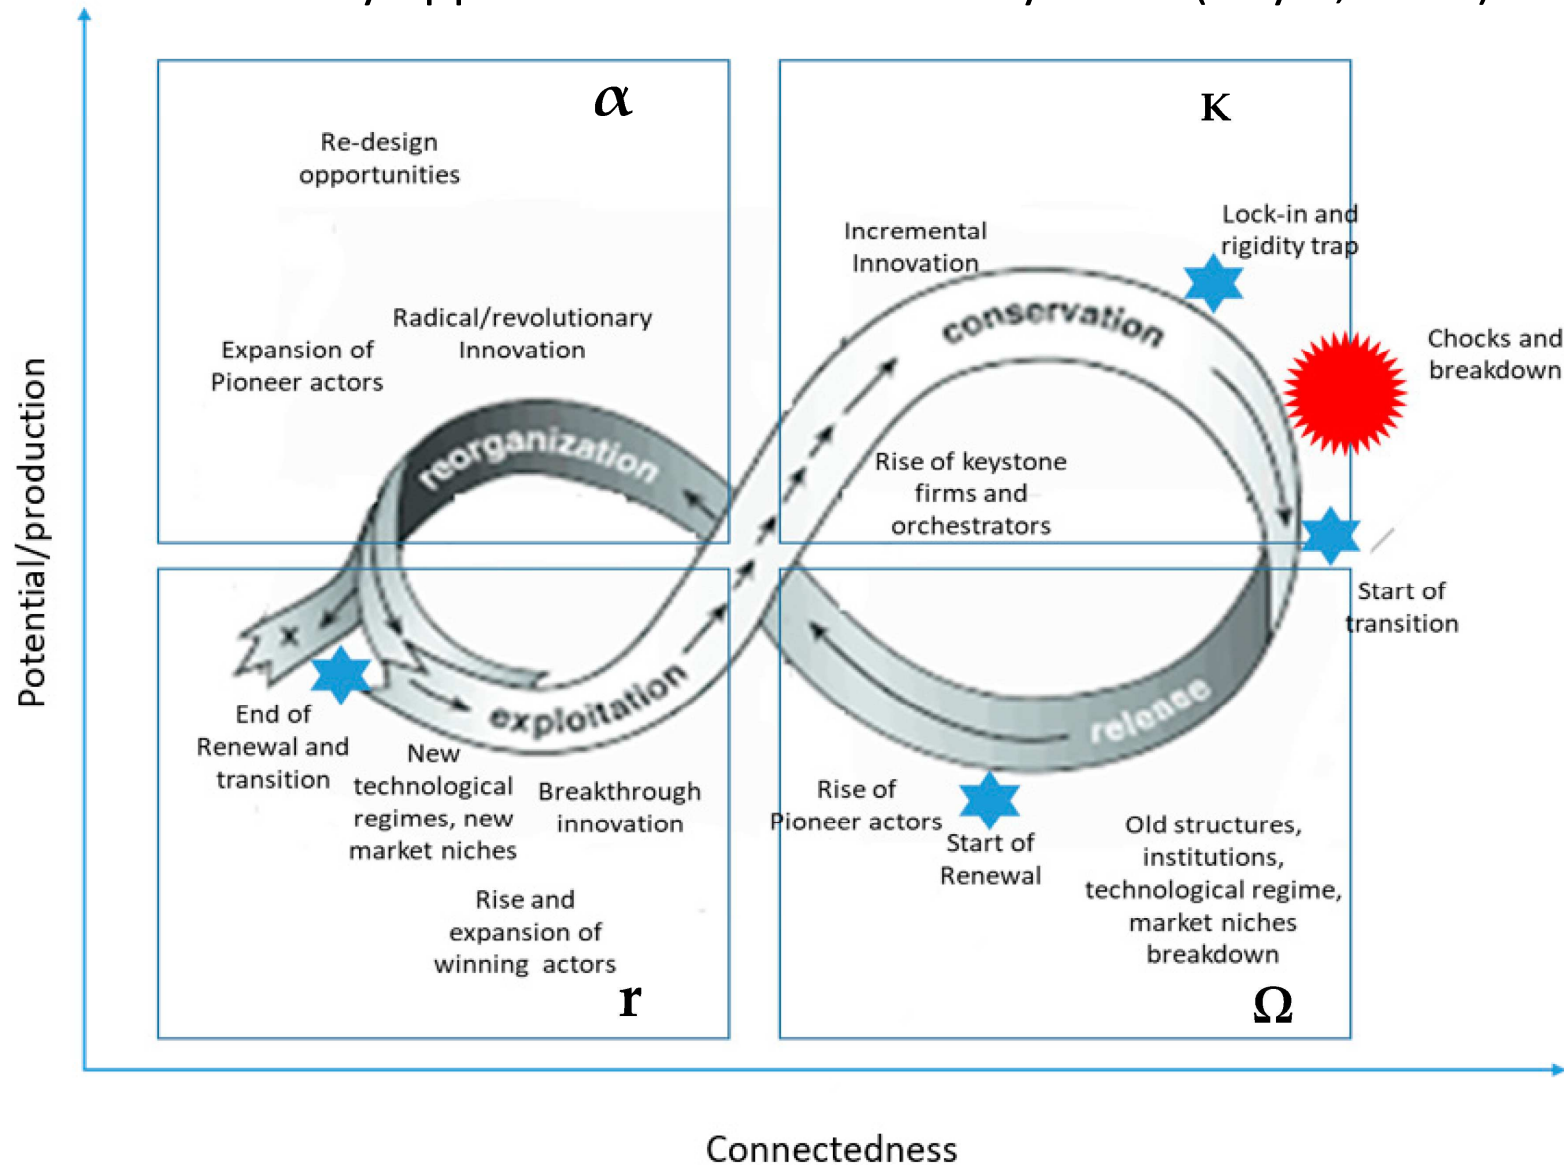 α
K
Re-design
opportunities
Lock-in and
rigidity trap
Incremental
Innovation
Radical/revolutionary
Innovation
Expansion of
Pioneer actors
conservation
Chocks and
breakdown
reorganization
Rise of keystone
firms and
orchestrators
Start of
transition
x
exploitation
release
End of
Renewal and
transition
New
technological
regimes, new
market niches
Breakthrough
innovation
Rise of
Pioneer actors
Start of
Renewal
Old structures,
institutions,
technological regime,
market niches
breakdown
Rise and
expansion of
winning actors
r
Ω
Potential/production
Connectedness